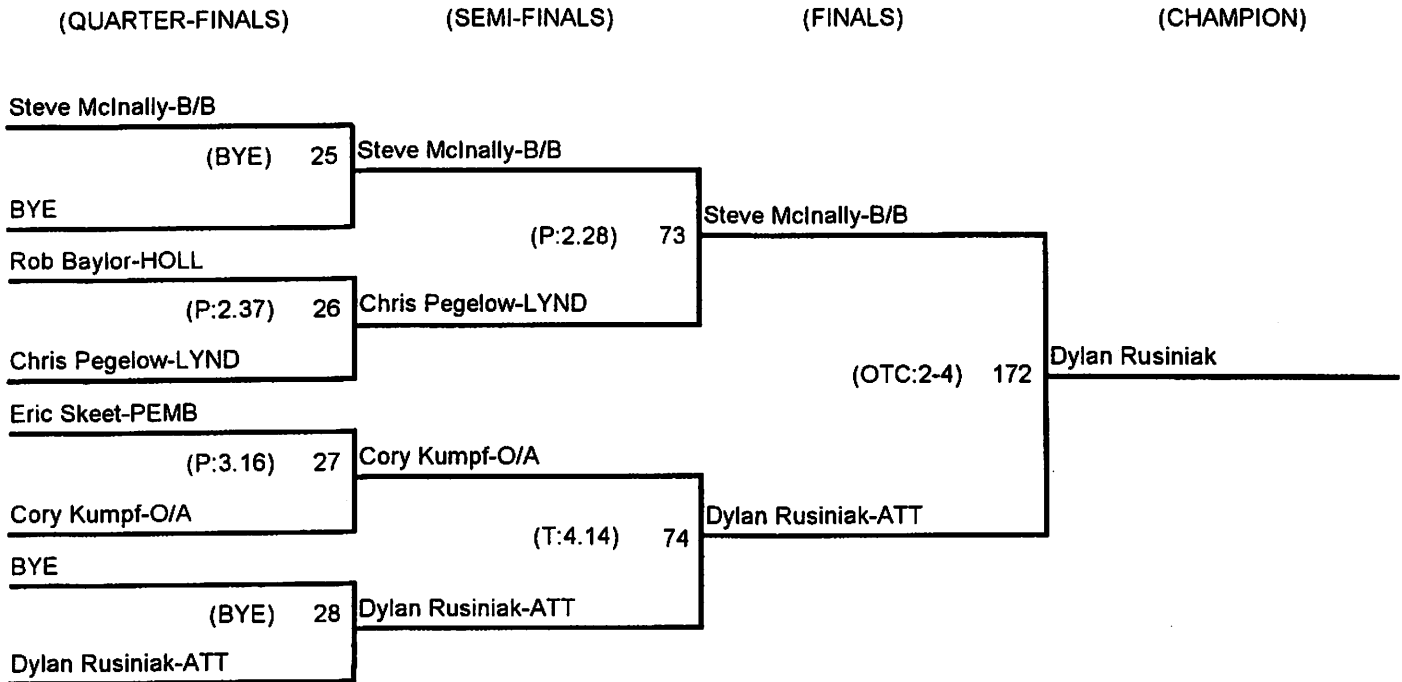 (QUARTER-FINALS) (SEMI-FINALS) (FINALS) (CHAMPION)
Steve McInally-B/B
(BYE) 25 Steve McInally-B/B
BYE
Steve McInally-B/B
(P:2.28) 73
Rob Baylor-HOLL
(P:2.37) 26 Chris Pegelow-LYND
Chris Pegelow-LYND
(OTC:2-4) 172 Dylan Rusiniak
Eric Skeet-PEMB
(P:3.16) 27 Cory Kumpf-O/A
Cory Kumpf-O/A
Dylan Rusiniak-ATT
(T:4.14) 74
BYE
(BYE) 28 Dylan Rusiniak-ATT
Dylan Rusiniak-ATT